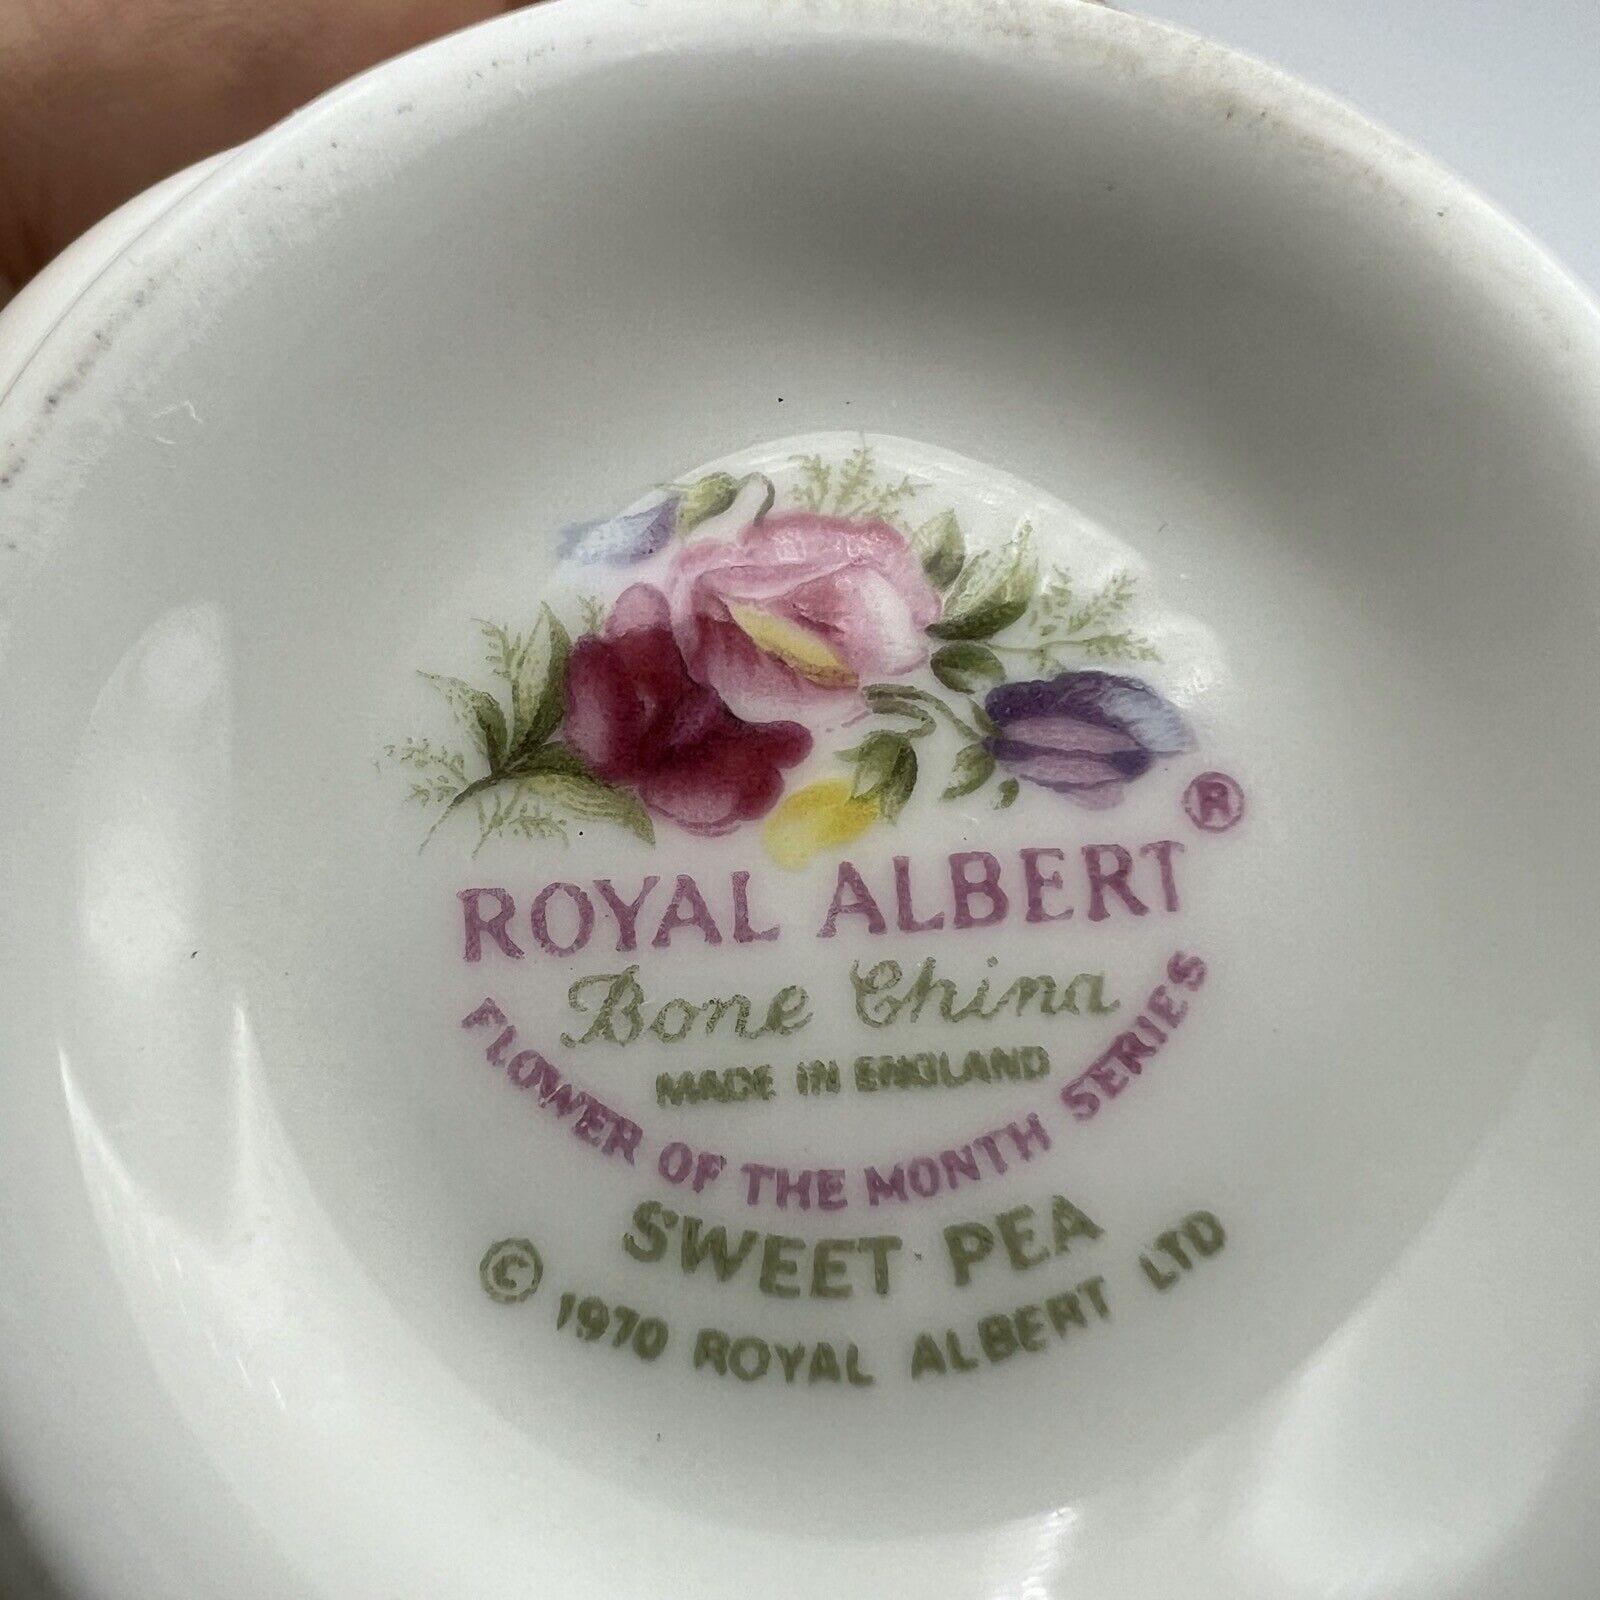 ROYAL ALBERT ®
Bone China
MADE IN ENGLAND
FLOWER OF THE MONTH SERIES
SWEET PEA
© 1970 ROYAL ALBERT LTD